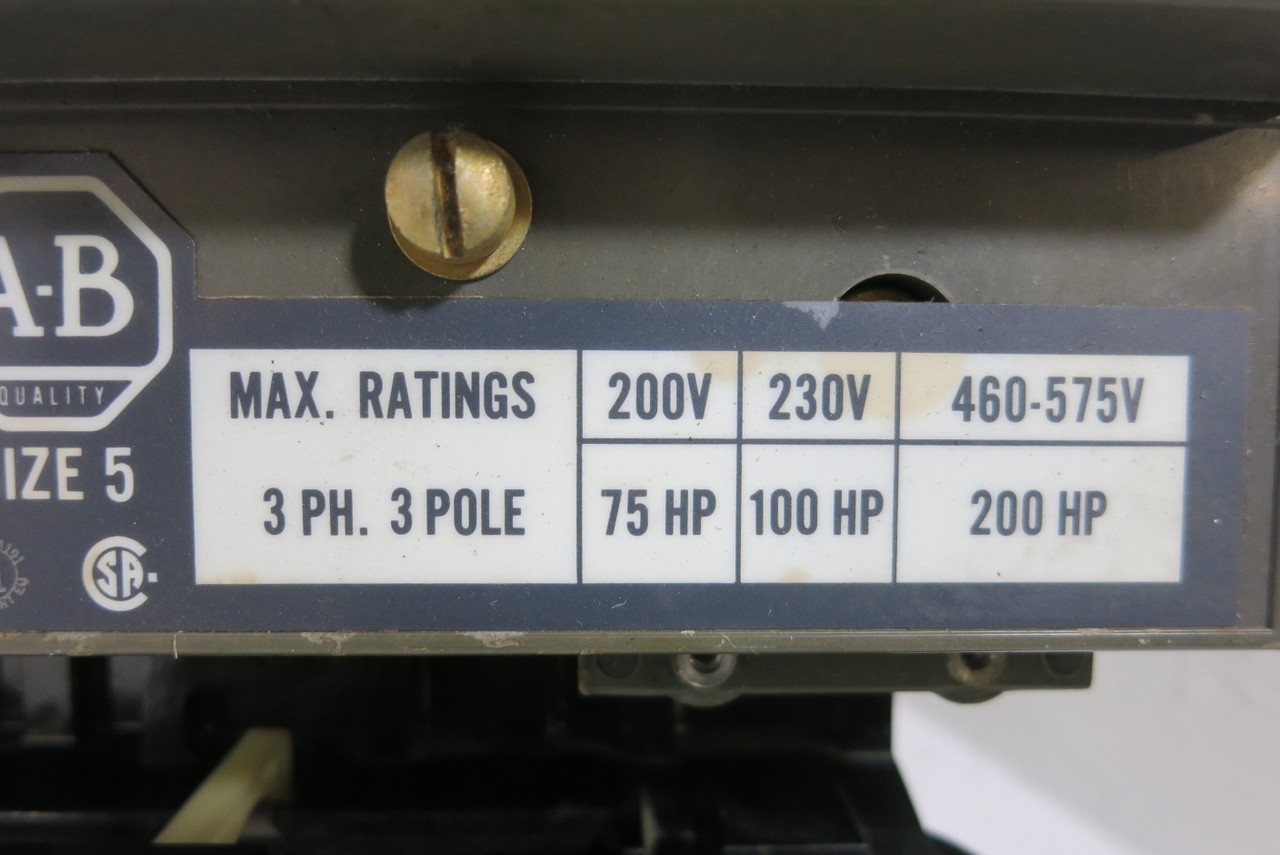 A-B
QUALITY
IZE 5
SA
MAX. RATINGS 200V 230V 460-575V
3 PH. 3 POLE 75 HP 100 HP 200 HP